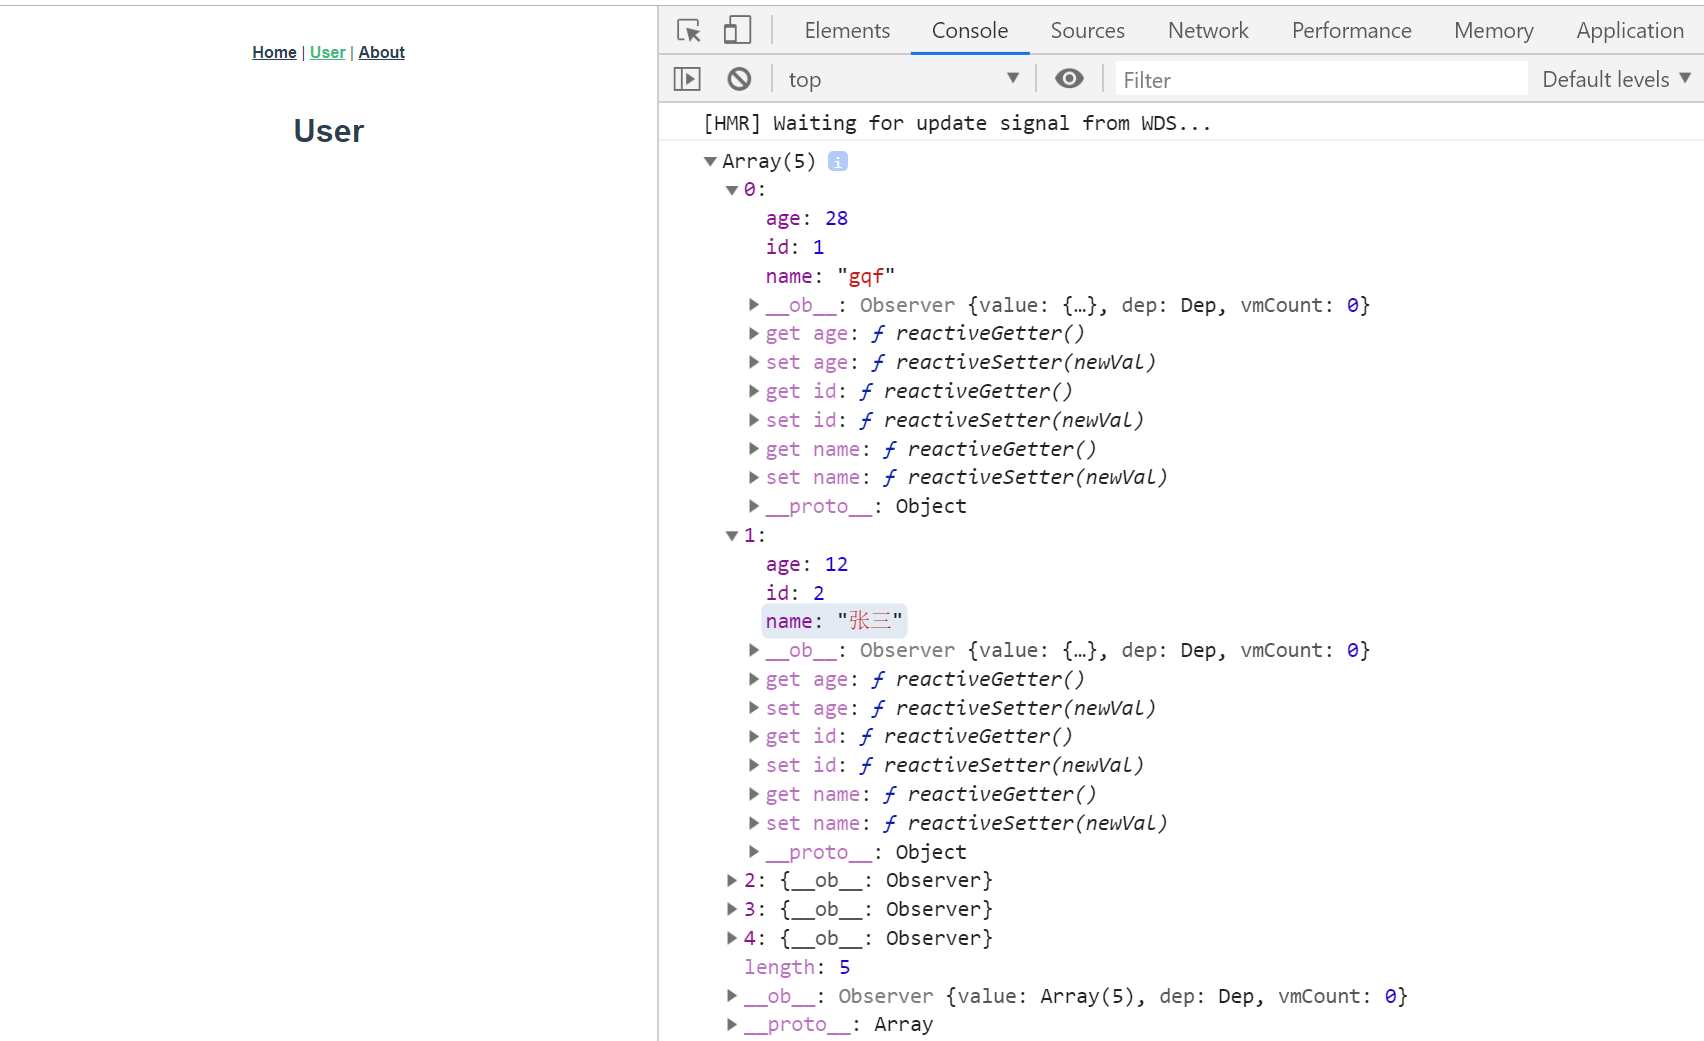 Home | User | About
User
Elements Console Sources Network Performance Memory Application
top Filter Default levels
[HMR] Waiting for update signal from WDS...
Array(5) i
0:
age: 28
id: 1
name: "gqf"
__ob__: Observer {value: {…}, dep: Dep, vmCount: 0}
get age: ƒ reactiveGetter()
set age: ƒ reactiveSetter(newVal)
get id: ƒ reactiveGetter()
set id: ƒ reactiveSetter(newVal)
get name: ƒ reactiveGetter()
set name: ƒ reactiveSetter(newVal)
__proto__: Object
1:
age: 12
id: 2
name: "张三"
__ob__: Observer {value: {…}, dep: Dep, vmCount: 0}
get age: ƒ reactiveGetter()
set age: ƒ reactiveSetter(newVal)
get id: ƒ reactiveGetter()
set id: ƒ reactiveSetter(newVal)
get name: ƒ reactiveGetter()
set name: ƒ reactiveSetter(newVal)
__proto__: Object
2: {__ob__: Observer}
3: {__ob__: Observer}
4: {__ob__: Observer}
length: 5
__ob__: Observer {value: Array(5), dep: Dep, vmCount: 0}
__proto__: Array